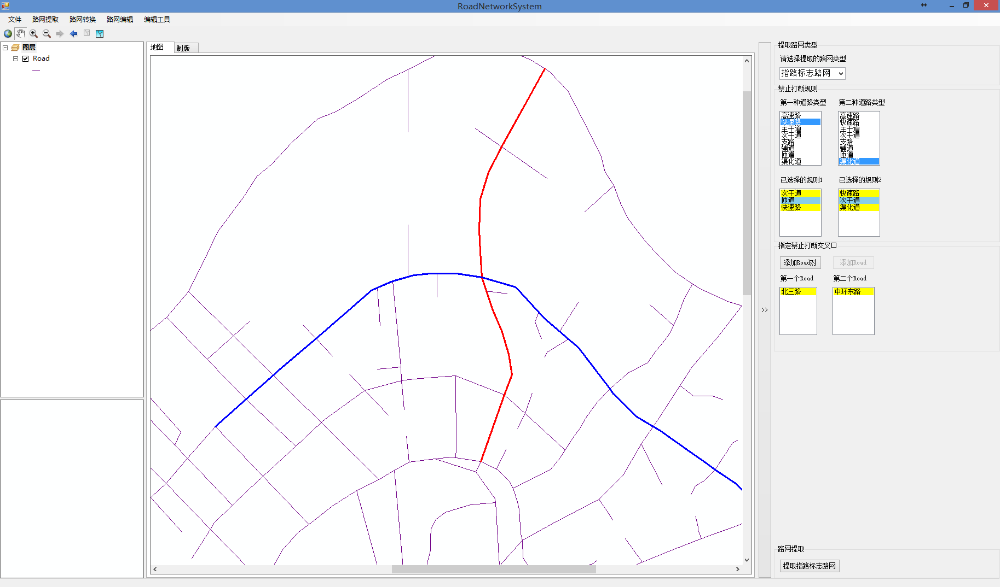 RoadNetworkSystem
文件 路网提取 路网转换 路网编辑 编辑工具
图层
Road
地图 制版
提取路网类型
请选择提取的路网类型
指路标志路网
禁止打断规则
第一种道路类型 第二种道路类型
高速路 高速路
快速路 快速路
主干道 主干道
次干道 次干道
支路 支路
辅道 辅道
匝道 匝道
渠化道 渠化道
已选择的规则1 已选择的规则2
次干道 快速路
匝道 次干道
快速路 渠化道
指定禁止打断交叉口
添加Road对 添加Road
第一个Road 第二个Road
北三路 中环东路
>>
路网提取
提取指路标志路网